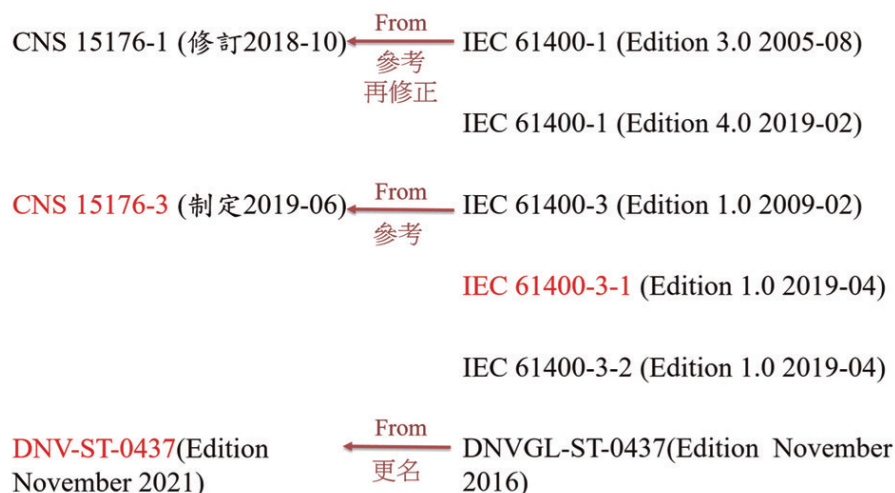 CNS 15176-1 (修訂2018-10)
From
參考
再修正
IEC 61400-1 (Edition 3.0 2005-08)
IEC 61400-1 (Edition 4.0 2019-02)
CNS 15176-3 (制定2019-06)
From
參考
IEC 61400-3 (Edition 1.0 2009-02)
IEC 61400-3-1 (Edition 1.0 2019-04)
IEC 61400-3-2 (Edition 1.0 2019-04)
DNV-ST-0437(Edition
November 2021)
From
更名
DNVGL-ST-0437(Edition November
2016)